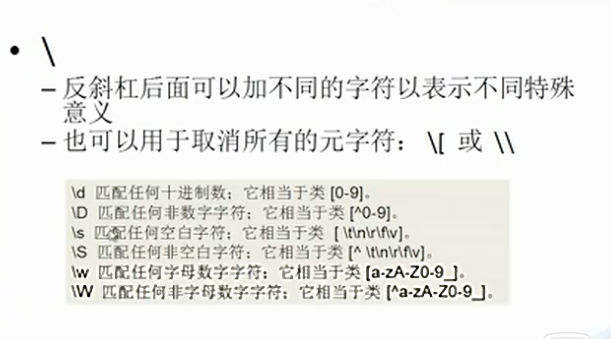 • \
– 反斜杠后面可以加不同的字符以表示不同特殊
意义
– 也可以用于取消所有的元字符： \[ 或 \\
\d 匹配任何十进制数；它相当于类 [0-9]。
\D 匹配任何非数字字符；它相当于类 [^0-9]。
\s 匹配任何空白字符；它相当于类 [ \t\n\r\f\v]。
\S 匹配任何非空白字符；它相当于类 [^ \t\n\r\f\v]。
\w 匹配任何字母数字字符；它相当于类 [a-zA-Z0-9_]。
\W 匹配任何非字母数字字符；它相当于类 [^a-zA-Z0-9_]。